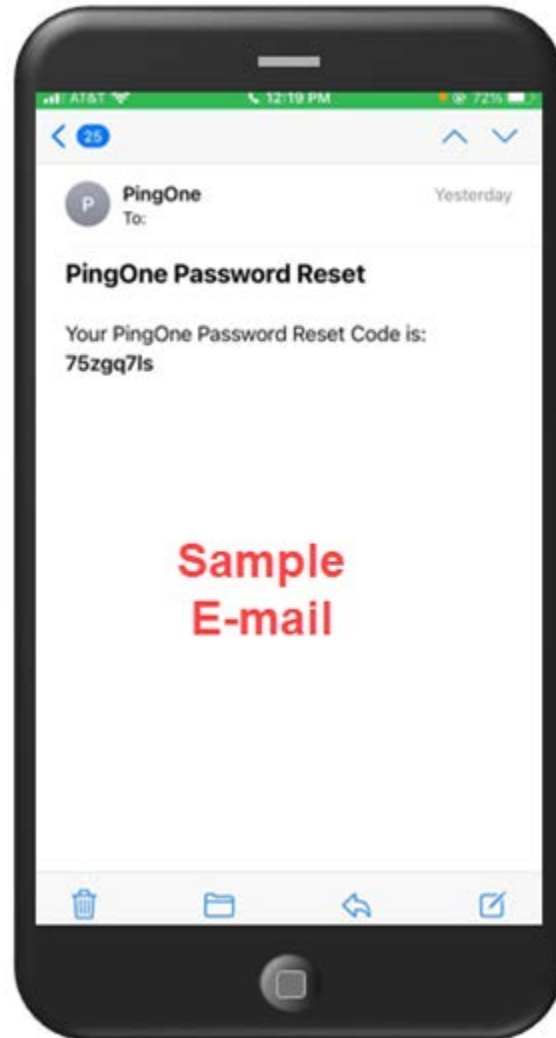 AT&T 12:19 PM 72%
25
P PingOne Yesterday
To:
PingOne Password Reset
Your PingOne Password Reset Code is:
75zgq7ls
Sample
E-mail